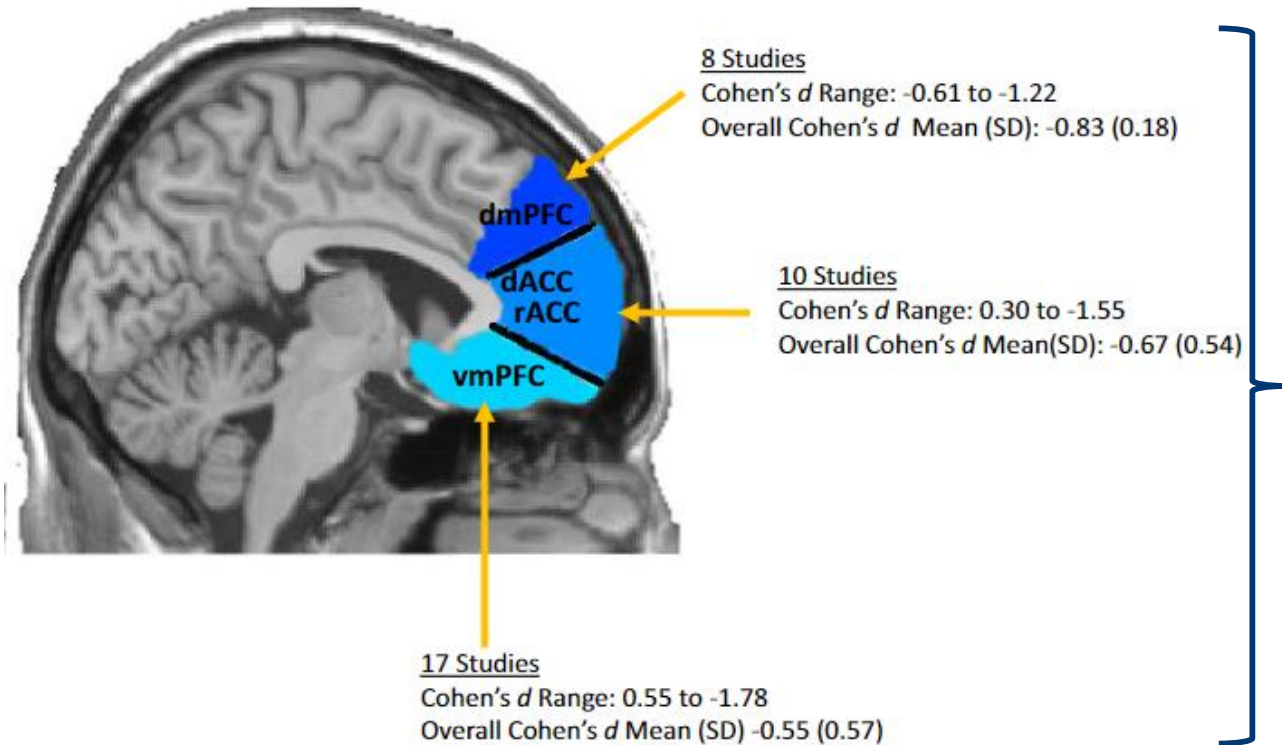 8 Studies
Cohen's d Range: -0.61 to -1.22
Overall Cohen's d Mean (SD): -0.83 (0.18)
dmPFC
dACC
rACC
10 Studies
Cohen's d Range: 0.30 to -1.55
Overall Cohen's d Mean(SD): -0.67 (0.54)
vmPFC
17 Studies
Cohen's d Range: 0.55 to -1.78
Overall Cohen's d Mean (SD) -0.55 (0.57)